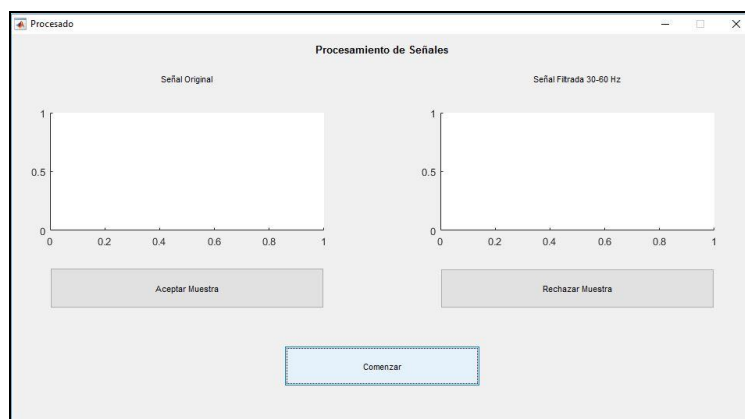 Procesado
Procesamiento de Señales
Señal Original
Señal Filtrada 30-60 Hz
1
0.5
0
0 0.2 0.4 0.6 0.8 1
1
0.5
0
0 0.2 0.4 0.6 0.8 1
Aceptar Muestra
Rechazar Muestra
Comenzar